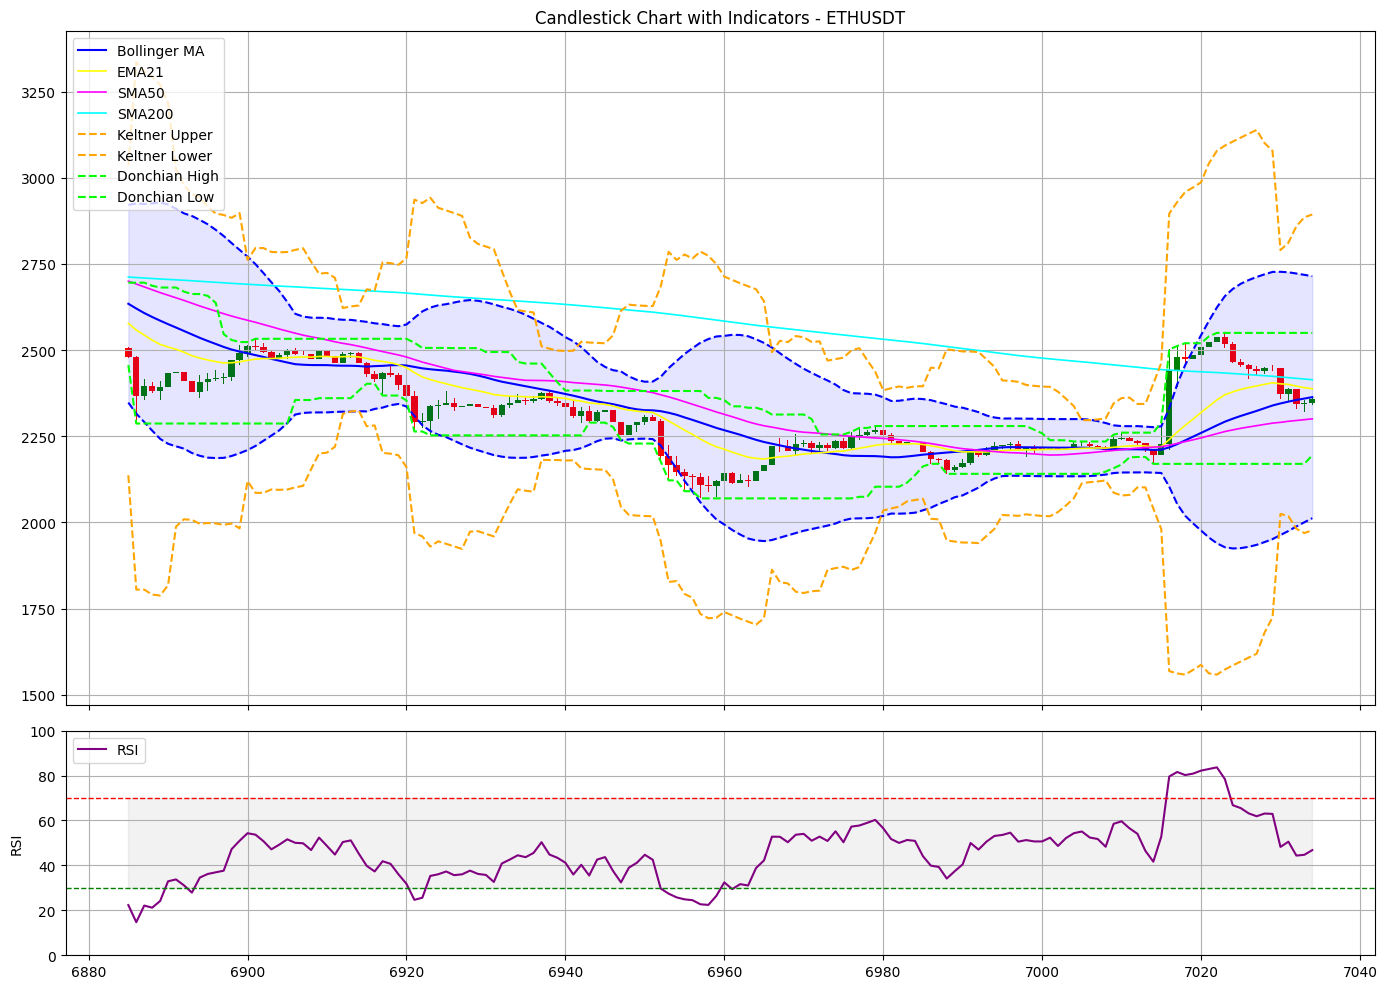 Candlestick Chart with Indicators - ETHUSDT
Bollinger MA
EMA21
SMA50
SMA200
Keltner Upper
Keltner Lower
Donchian High
Donchian Low
3250
3000
2750
2500
2250
2000
1750
1500
RSI
100
80
60
40
20
0
RSI
6880 6900 6920 6940 6960 6980 7000 7020 7040